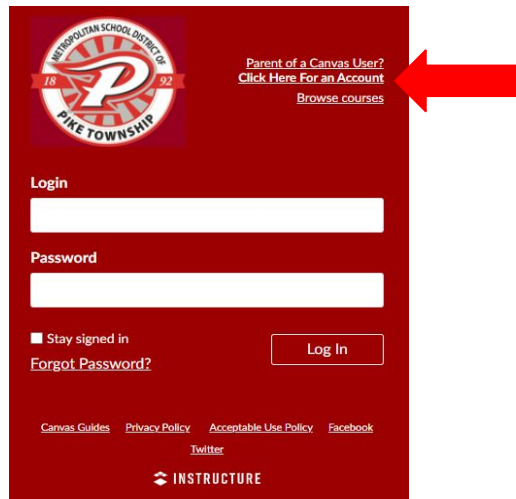 METROPOLITAN SCHOOL DISTRICT OF
18 P 92
PIKE TOWNSHIP
Parent of a Canvas User?
Click Here For an Account
Browse courses
Login
Password
Stay signed in
Forgot Password?
Log In
Canvas Guides Privacy Policy Acceptable Use Policy Facebook
Twitter
INSTRUCTURE